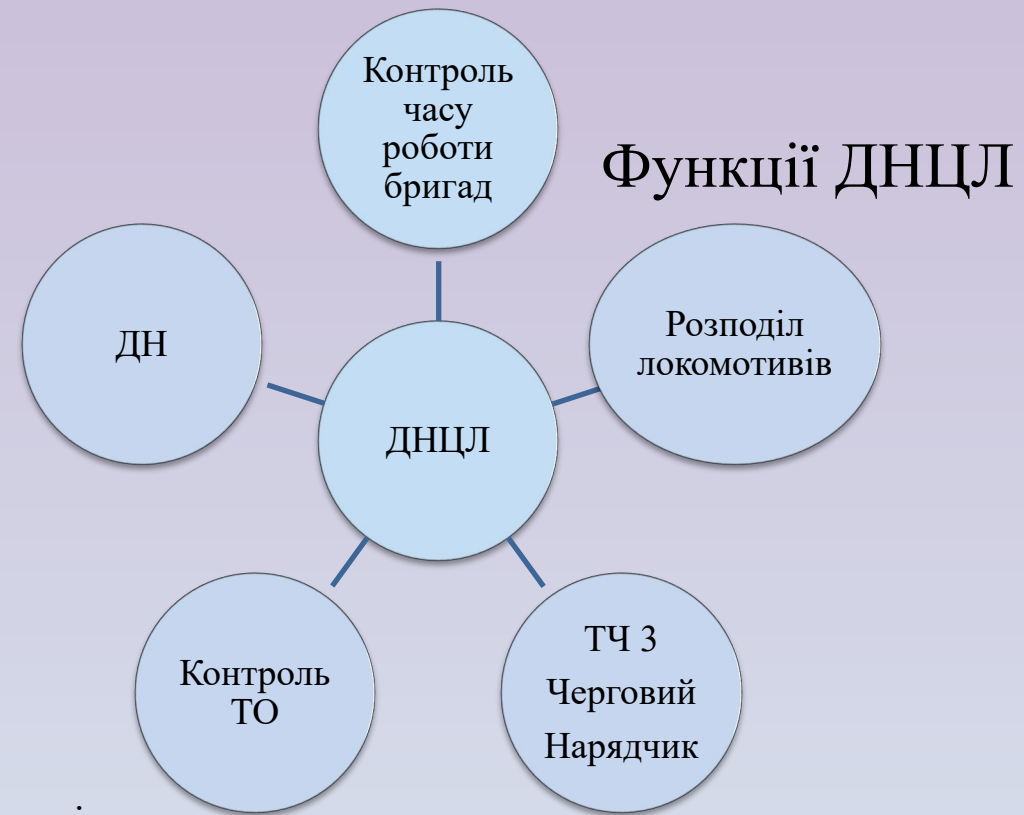 Функції ДНЦЛ
Контроль
часу
роботи
бригад
Розподіл
локомотивів
ДН
ДНЦЛ
ТЧ 3
Черговий
Нарядчик
Контроль
ТО
.